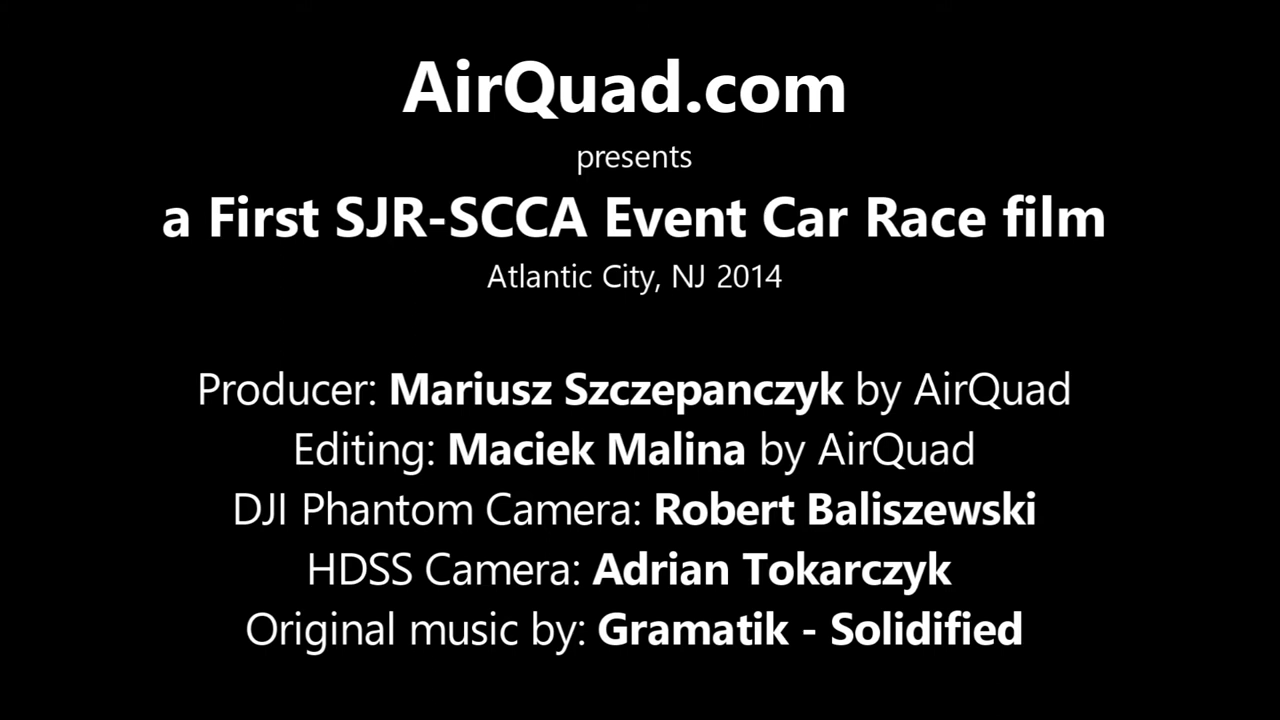 AirQuad.com
presents
a First SJR-SCCA Event Car Race film
Atlantic City, NJ 2014
Producer: Mariusz Szczepanczyk by AirQuad
Editing: Maciek Malina by AirQuad
DJI Phantom Camera: Robert Baliszewski
HDSS Camera: Adrian Tokarczyk
Original music by: Gramatik - Solidified